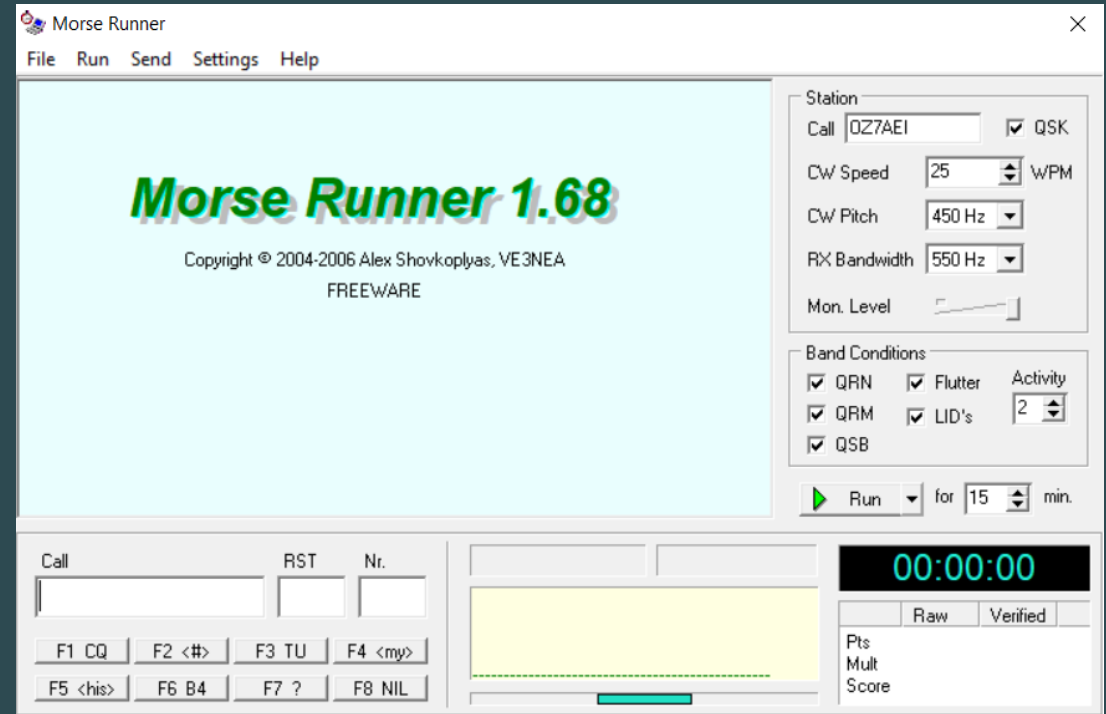 Morse Runner
File Run Send Settings Help
Morse Runner 1.68
Copyright © 2004-2006 Alex Shovkoplyas, VE3NEA
FREEWARE
Station
Call OZ7AEI QSK
CW Speed 25 WPM
CW Pitch 450 Hz
RX Bandwidth 550 Hz
Mon. Level
Band Conditions
QRN Flutter Activity
QRM LID's 2
QSB
Run for 15 min.
Call RST Nr.
F1 CQ F2 <#> F3 TU F4 <my>
F5 <his> F6 B4 F7 ? F8 NIL
00:00:00
Raw Verified
Pts
Mult
Score